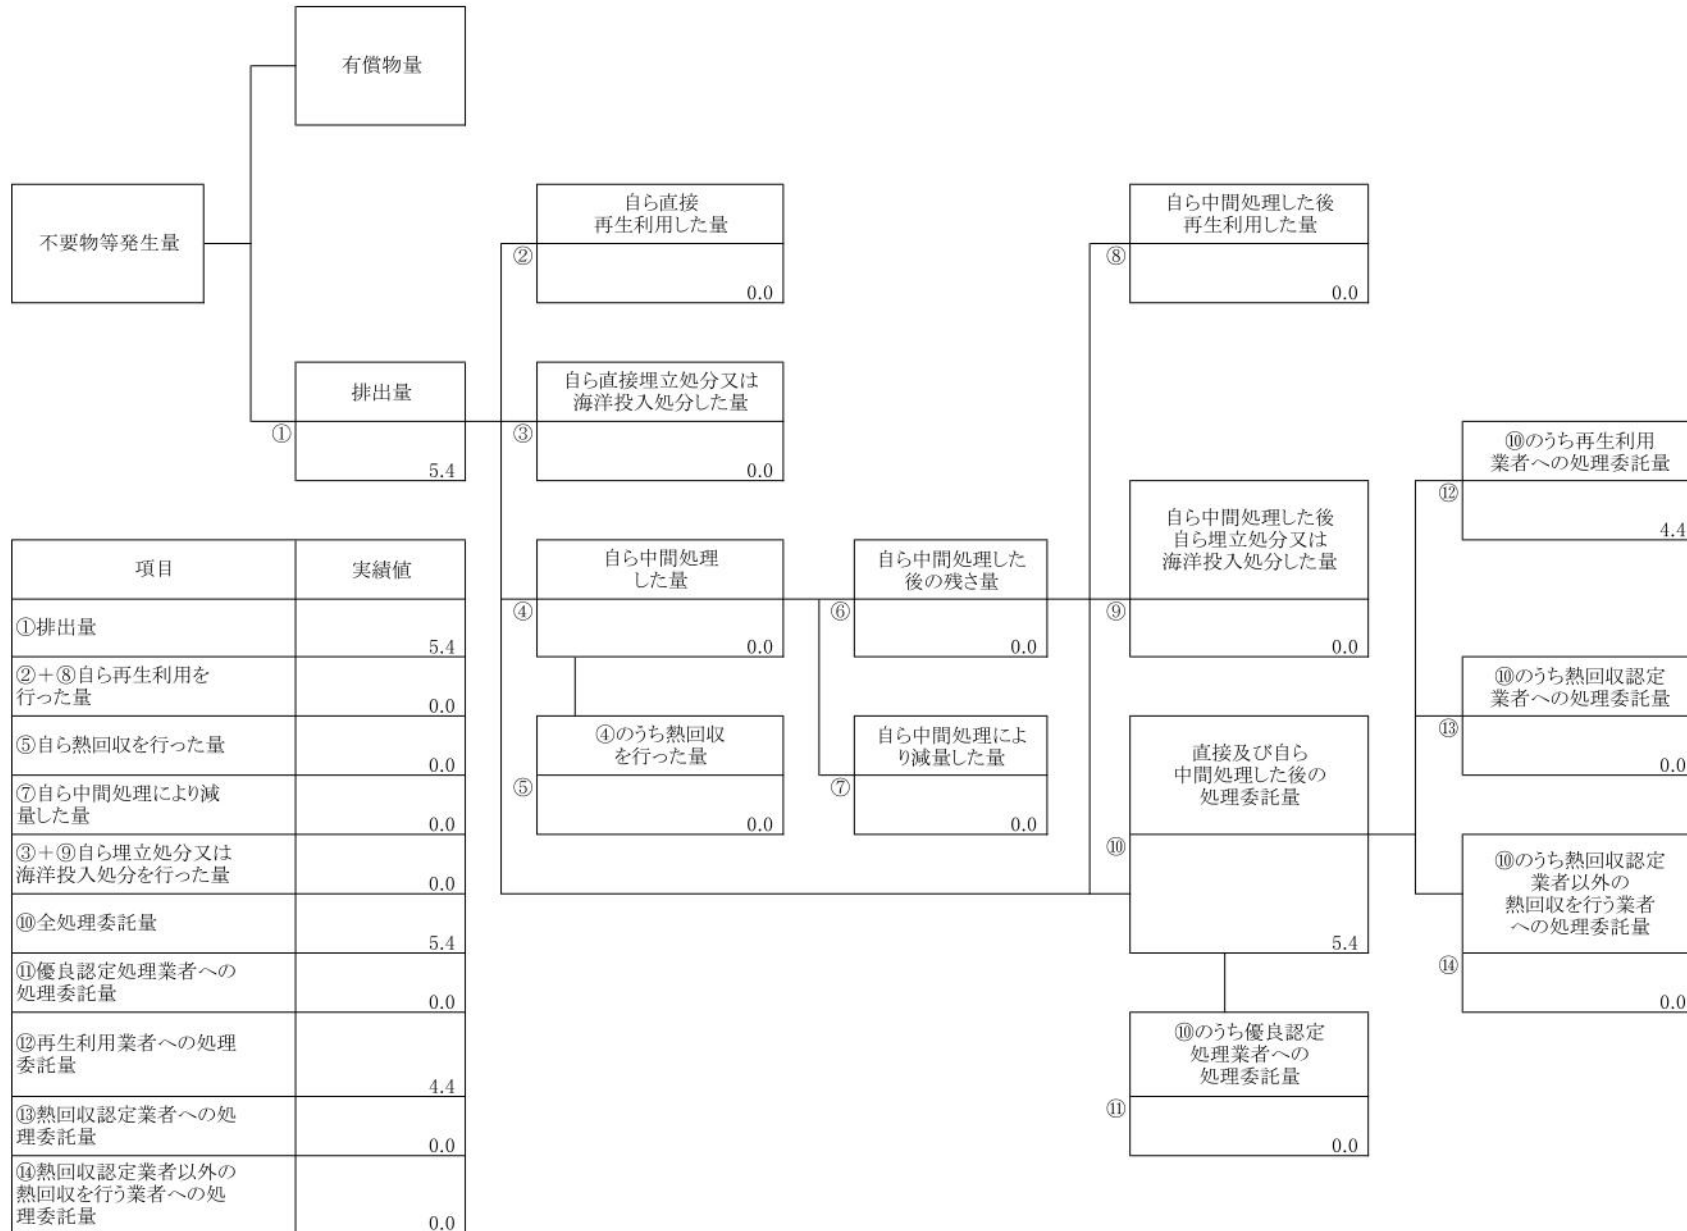 有償物量
不要物等発生量
自ら直接
再生利用した量
②
0.0
自ら中間処理した後
再生利用した量
⑧
0.0
排出量
①
5.4
自ら直接埋立処分又は
海洋投入処分した量
③
0.0
⑩のうち再生利用
業者への処理委託量
⑫
4.4
自ら中間処理
した量
④
0.0
自ら中間処理した
後の残さ量
⑥
0.0
自ら中間処理した後
自ら埋立処分又は
海洋投入処分した量
⑨
0.0
④のうち熱回収
を行った量
⑤
0.0
自ら中間処理によ
り減量した量
⑦
0.0
直接及び自ら
中間処理した後の
処理委託量
⑩
5.4
⑩のうち熱回収認定
業者への処理委託量
⑬
0.0
⑩のうち熱回収認定
業者以外の
熱回収を行う業者
への処理委託量
⑭
0.0
⑩のうち優良認定
処理業者への
処理委託量
⑪
0.0
項目 実績値
①排出量
5.4
②+⑧自ら再生利用を
行った量
0.0
⑤自ら熱回収を行った量
0.0
⑦自ら中間処理により減
量した量
0.0
③+⑨自ら埋立処分又は
海洋投入処分を行った量
0.0
⑩全処理委託量
5.4
⑪優良認定処理業者への
処理委託量
0.0
⑫再生利用業者への処理
委託量
4.4
⑬熱回収認定業者への処
理委託量
0.0
⑭熱回収認定業者以外の
熱回収を行う業者への処
理委託量
0.0